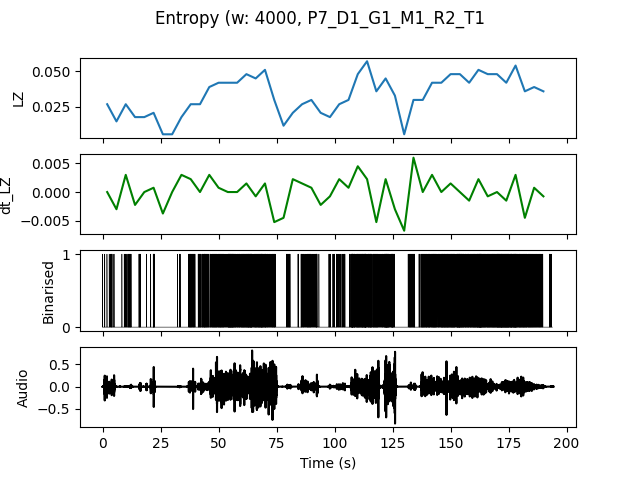 Entropy (w: 4000, P7_D1_G1_M1_R2_T1
LZ
0.050
0.025
dt_LZ
0.005
0.000
−0.005
Binarised
1
0
Audio
0.5
0.0
−0.5
0 25 50 75 100 125 150 175 200
Time (s)